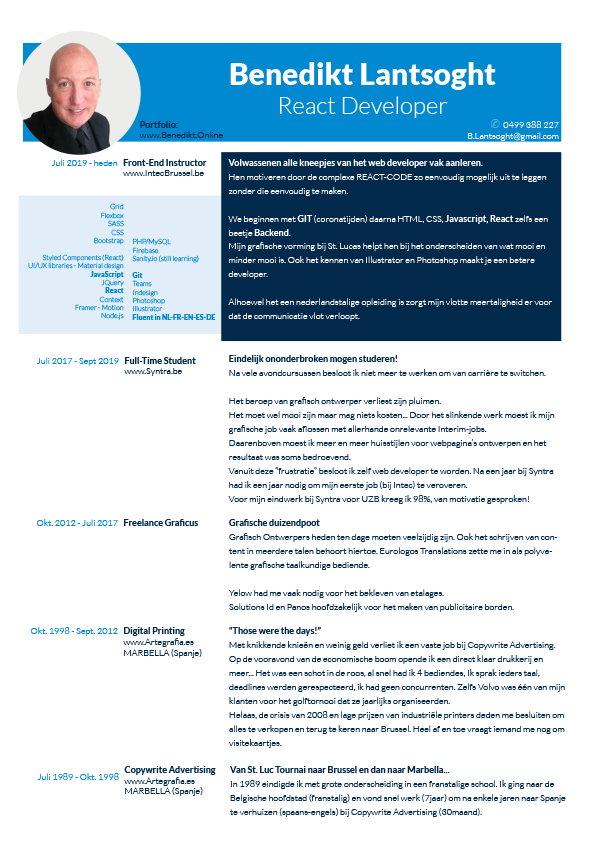 Benedikt Lantsoght
React Developer
Portfolio:
www.Benedikt.Online
✆ 0499 388 227
B.Lantsoght@gmail.com
Juli 2019 - heden
Front-End Instructor
www.IntecBrussel.be
Grid
Flexbox
SASS
CSS
Bootstrap
Styled Components (React)
UI/UX libraries - Material design
JavaScript
JQuery
React
Context
Framer - Motion
Node.js
PHP/MySQL
Firebase
Sanity.io (still learning)
Git
Teams
Indesign
Photoshop
Illustrator
Fluent in NL-FR-EN-ES-DE
Volwassenen alle kneepjes van het web developer vak aanleren.
Hen motiveren door de complexe REACT-CODE zo eenvoudig mogelijk uit te leggen
zonder die eenvoudig te maken.
We beginnen met GIT (coronatijden) daarna HTML, CSS, Javascript, React zelfs een
beetje Backend.
Mijn grafische vorming bij St. Lucas helpt hen bij het onderscheiden van wat mooi en
minder mooi is. Ook het kennen van Illustrator en Photoshop maakt je een betere
developer.
Alhoewel het een nederlandstalige opleiding is zorgt mijn vlotte meertaligheid er voor
dat de communicatie vlot verloopt.
Juli 2017 - Sept 2019
Full-Time Student
www.Syntra.be
Eindelijk ononderbroken mogen studeren!
Na vele avondcursussen besloot ik niet meer te werken om van carrière te switchen.
Het beroep van grafisch ontwerper verliest zijn pluimen.
Het moet wel mooi zijn maar mag niets kosten... Door het slinkende werk moest ik mijn
grafische job vaak aflossen met allerhande onrelevante Interim-jobs.
Daarenboven moest ik meer en meer huisstijlen voor webpagina's ontwerpen en het
resultaat was soms bedroevend.
Vanuit deze "frustratie" besloot ik zelf web developer te worden. Na een jaar bij Syntra
had ik een jaar nodig om mijn eerste job (bij Intec) te veroveren.
Voor mijn eindwerk bij Syntra voor UZB kreeg ik 98%, van motivatie gesproken!
Okt. 2012 - Juli 2017
Freelance Graficus
Grafische duizendpoot
Grafisch Ontwerpers heden ten dage moeten veelzijdig zijn. Ook het schrijven van con-
tent in meerdere talen behoort hiertoe. Eurologos Translations zette me in als polyva-
lente grafische taalkundige bediende.
Yelow had me vaak nodig voor het bekleven van etalages.
Solutions Id en Panos hoofdzakelijk voor het maken van publicitaire borden.
Okt. 1998 - Sept. 2012
Digital Printing
www.Artegrafia.es
MARBELLA (Spanje)
"Those were the days!"
Met knikkende knieën en weinig geld verliet ik een vaste job bij Copywrite Advertising.
Op de vooravond van de economische boom opende ik een direct klaar drukkerij en
meer... Het was een schot in de roos, al snel had ik 4 bediendes, Ik sprak ieders taal,
deadlines werden gerespecteerd, ik had geen concurrenten. Zelfs Volvo was één van mijn
klanten voor het golftornooi dat ze jaarlijks organiseerden.
Helaas, de crisis van 2008 en lage prijzen van industriële printers deden me besluiten om
alles te verkopen en terug te keren naar Brussel. Heel af en toe vraagt iemand me nog om
visitekaartjes.
Juli 1989 - Okt. 1998
Copywrite Advertising
www.Artegrafia.es
MARBELLA (Spanje)
Van St. Luc Tournai naar Brussel en dan naar Marbella...
In 1989 eindigde ik met grote onderscheiding in een franstalige school. Ik ging naar de
Belgische hoofdstad (franstalig) en vond snel werk (7jaar) om na enkele jaren naar Spanje
te verhuizen (spaans-engels) bij Copywrite Advertising (30maand).